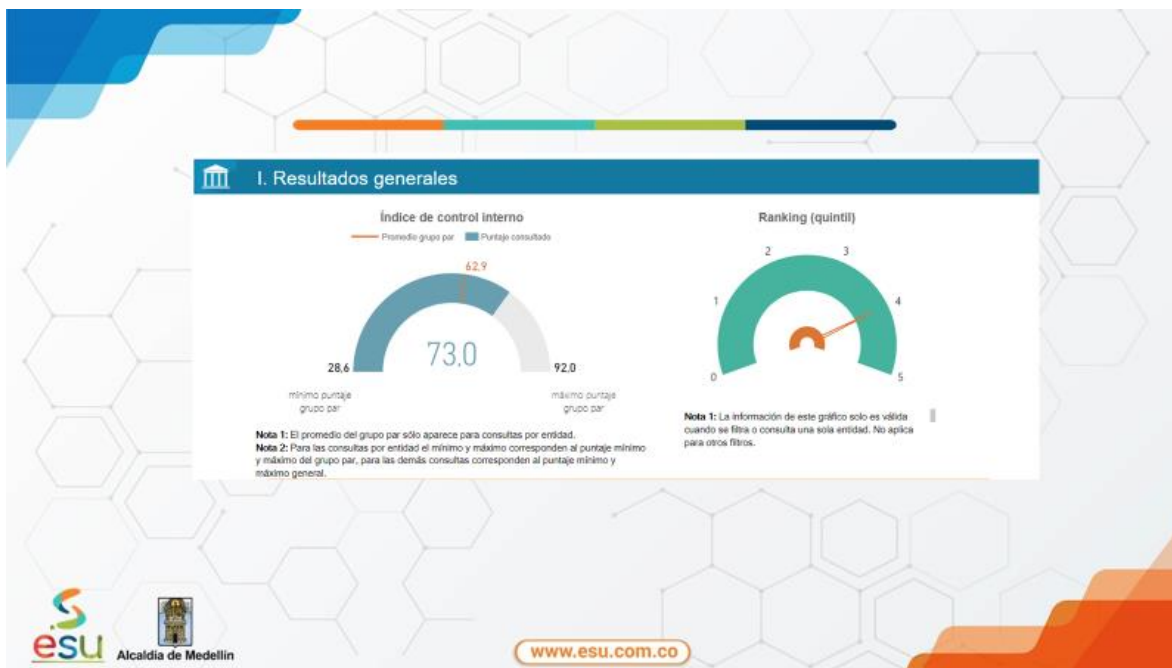 I. Resultados generales
Índice de control interno
Promedio grupo par
Puntaje consultado
62,9
73,0
28,6
92,0
mínimo puntaje
grupo par
máximo puntaje
grupo par
Nota 1: El promedio del grupo par sólo aparece para consultas por entidad.
Nota 2: Para las consultas por entidad el mínimo y máximo corresponden al puntaje mínimo
y máximo del grupo par, para las demás consultas corresponden al puntaje mínimo y
máximo general.
Ranking (quintil)
0
1
2
3
4
5
Nota 1: La información de este gráfico solo es válida
cuando se filtra o consulta una sola entidad. No aplica
para otros filtros.
esu
Alcaldía de Medellín
www.esu.com.co